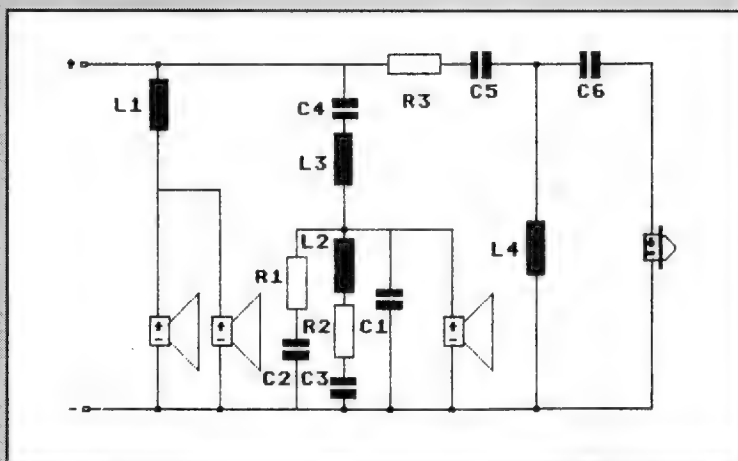 +
L1
C4
R3
C5
C6
L3
L2
L4
R1
R2
C1
C2
C3
+
-
+
-
+
-
+
-
-